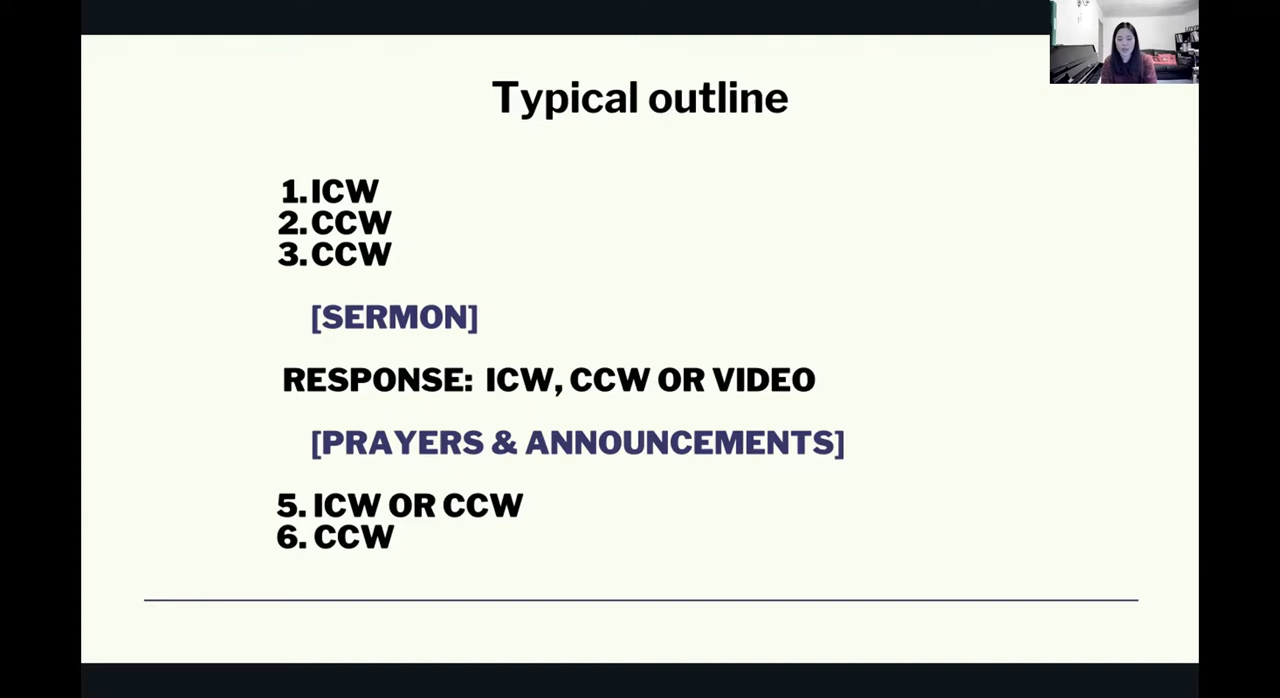 Typical outline
1. ICW
2. CCW
3. CCW
[SERMON]
RESPONSE: ICW, CCW OR VIDEO
[PRAYERS & ANNOUNCEMENTS]
5. ICW OR CCW
6. CCW